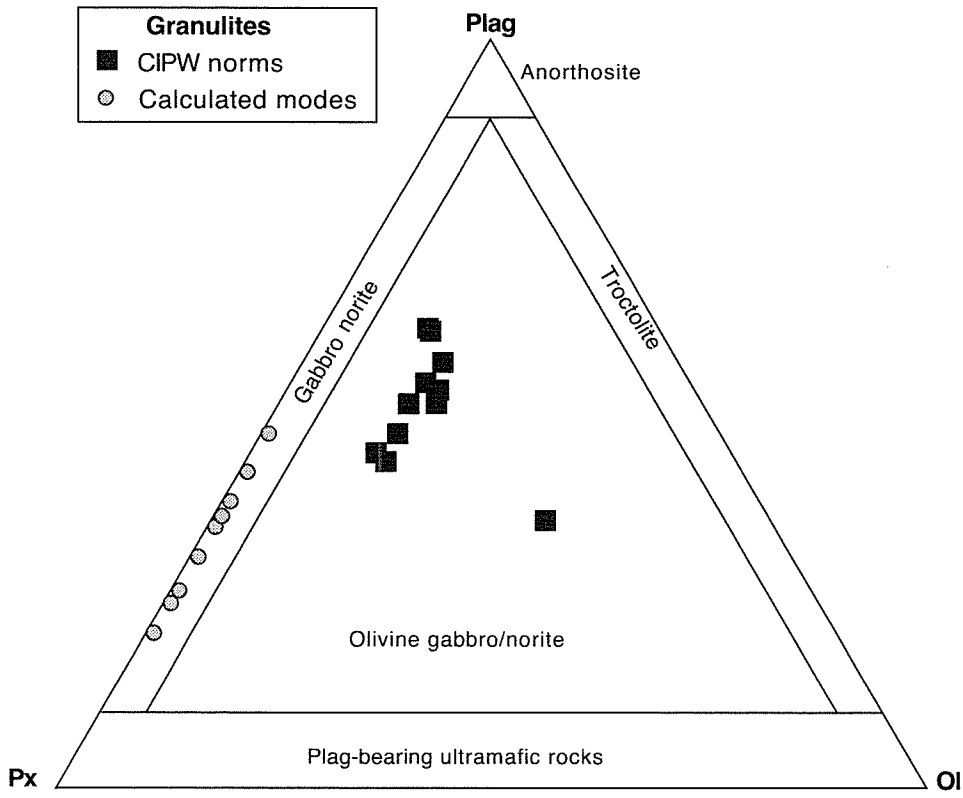 Granulites
CIPW norms
Calculated modes
Plag
Anorthosite
Gabbro norite
Troctolite
Olivine gabbro/norite
Plag-bearing ultramafic rocks
Px
Ol